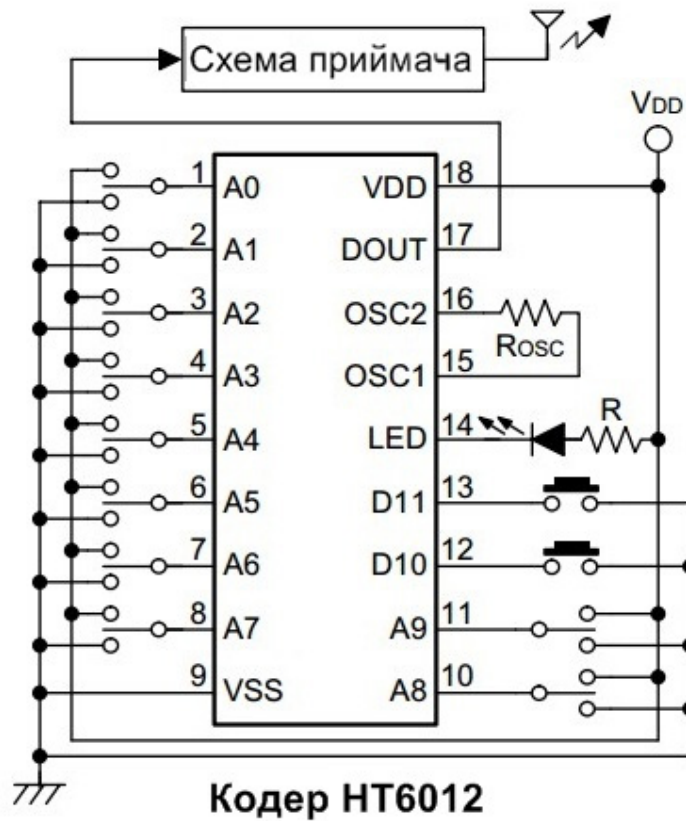 Схема приймача
VDD
1 A0 VDD 18
2 A1 DOUT 17
3 A2 OSC2 16
ROSC
4 A3 OSC1 15
R
5 A4 LED 14
6 A5 D11 13
7 A6 D10 12
8 A7 A9 11
9 VSS A8 10
Кодер HT6012